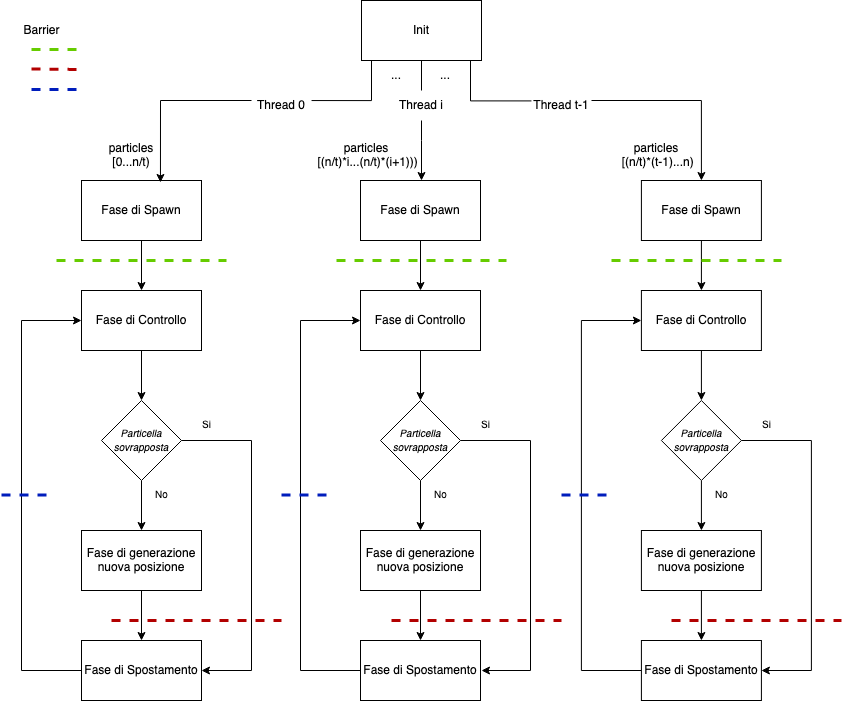 Init
Barrier
...
...
Thread 0
Thread i
Thread t-1
particles
[0...n/t)
particles
[(n/t)*i...(n/t)*(i+1)))
particles
[(n/t)*(t-1)...n)
Fase di Spawn
Fase di Spawn
Fase di Spawn
Fase di Controllo
Fase di Controllo
Fase di Controllo
Particella
sovrapposta
Si
No
Particella
sovrapposta
Si
No
Particella
sovrapposta
Si
No
Fase di generazione
nuova posizione
Fase di generazione
nuova posizione
Fase di generazione
nuova posizione
Fase di Spostamento
Fase di Spostamento
Fase di Spostamento